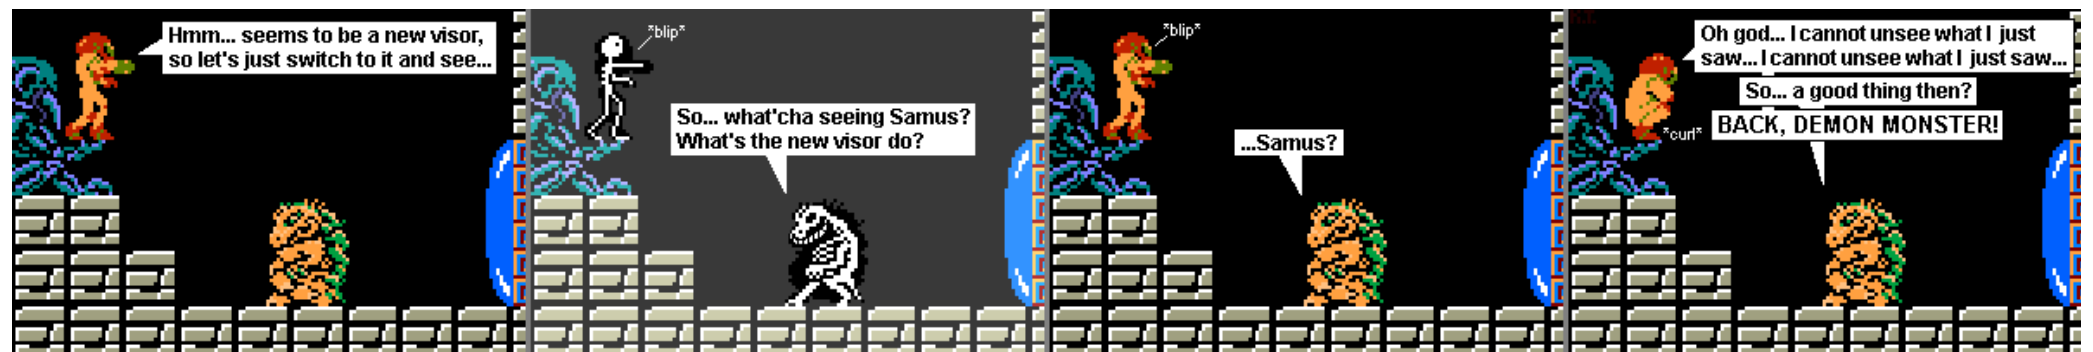 Hmm... seems to be a new visor,
so let's just switch to it and see...
*blip*
So... what'cha seeing Samus?
What's the new visor do?
*blip*
...Samus?
Oh god... I cannot unsee what I just
saw... I cannot unsee what I just saw...
So... a good thing then?
*curl*
BACK, DEMON MONSTER!